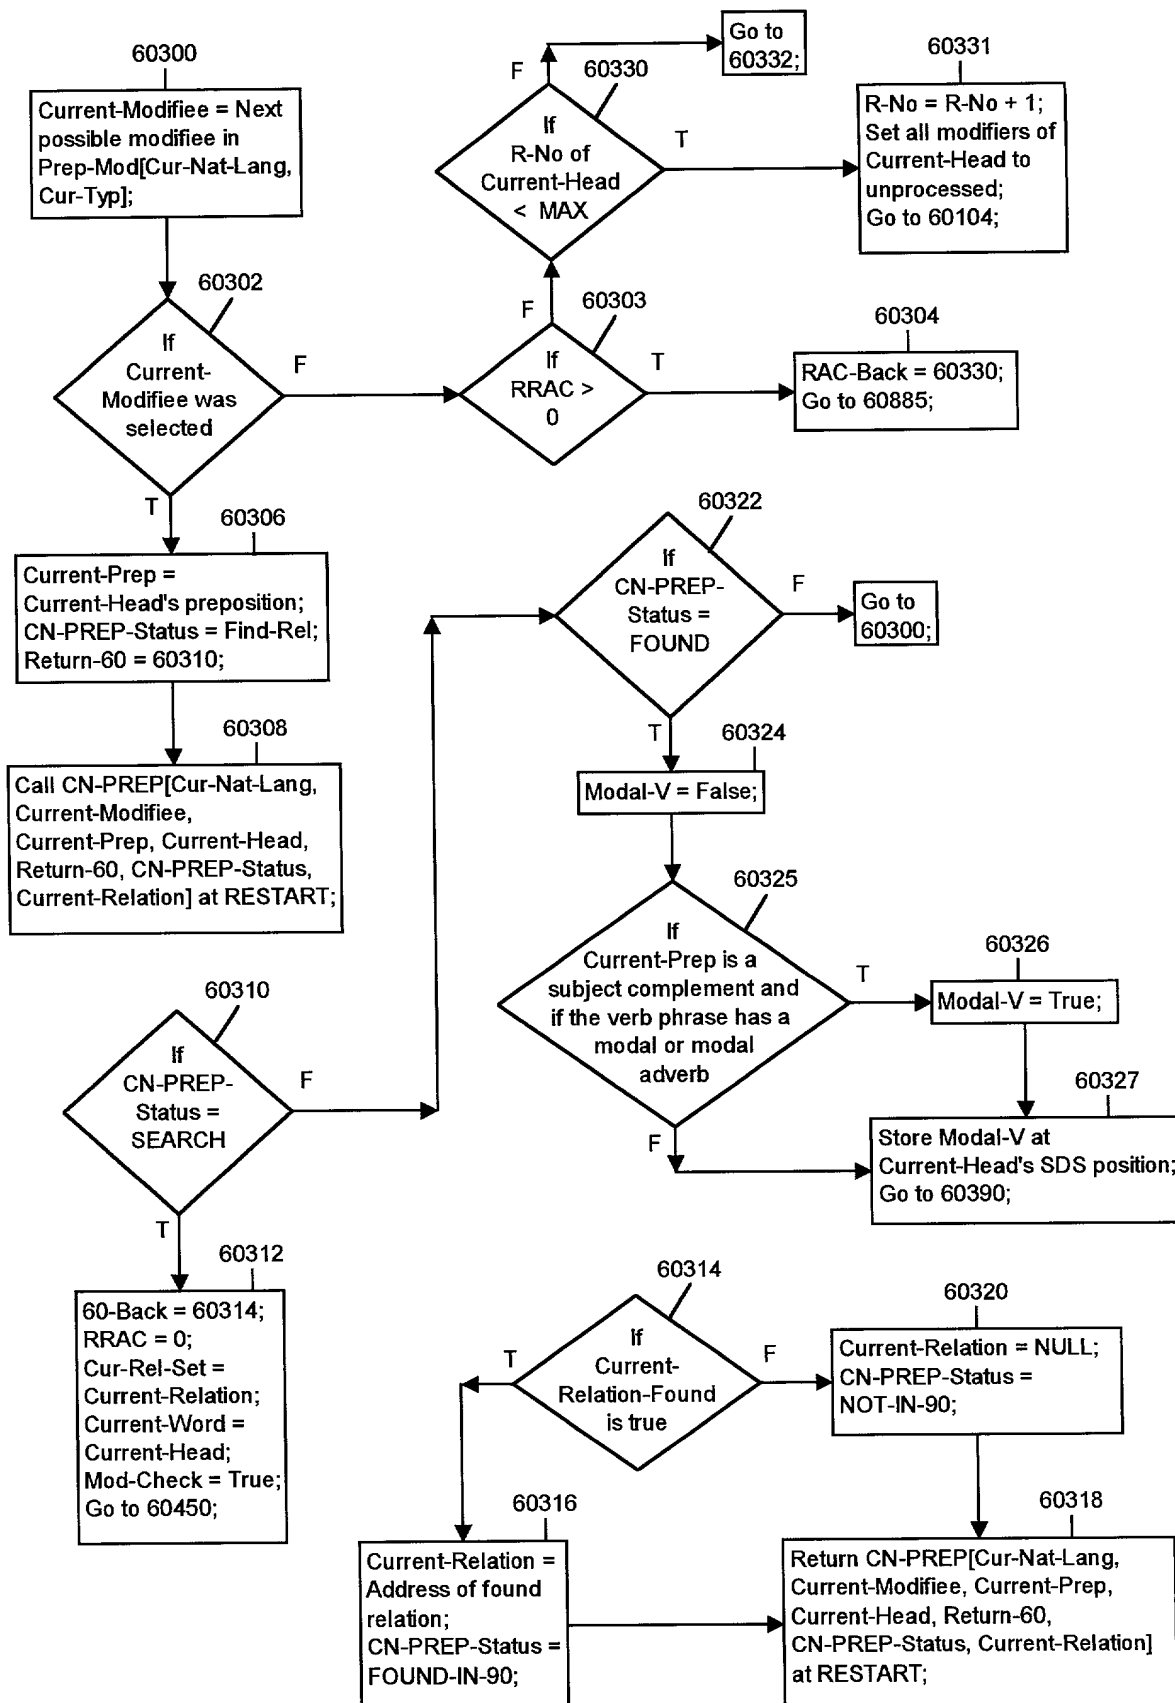 60300
Current-Modifiee = Next
possible modifiee in
Prep-Mod[Cur-Nat-Lang,
Cur-Typ];
60302
If
Current-
Modifiee was
selected
F
T
60303
If
RRAC >
0
F
T
60304
RAC-Back = 60330;
Go to 60885;
60330
If
R-No of
Current-Head
< MAX
F
T
Go to
60332;
60331
R-No = R-No + 1;
Set all modifiers of
Current-Head to
unprocessed;
Go to 60104;
60306
Current-Prep =
Current-Head's preposition;
CN-PREP-Status = Find-Rel;
Return-60 = 60310;
60308
Call CN-PREP[Cur-Nat-Lang,
Current-Modifiee,
Current-Prep, Current-Head,
Return-60, CN-PREP-Status,
Current-Relation] at RESTART;
60310
If
CN-PREP-
Status =
SEARCH
F
T
60312
60-Back = 60314;
RRAC = 0;
Cur-Rel-Set =
Current-Relation;
Current-Word =
Current-Head;
Mod-Check = True;
Go to 60450;
60322
If
CN-PREP-
Status =
FOUND
F
Go to
60300;
T
60324
Modal-V = False;
60325
If
Current-Prep is a
subject complement and
if the verb phrase has a
modal or modal
adverb
T
F
60326
Modal-V = True;
60327
Store Modal-V at
Current-Head's SDS position;
Go to 60390;
60314
If
Current-
Relation-Found
is true
T
F
60320
Current-Relation = NULL;
CN-PREP-Status =
NOT-IN-90;
60316
Current-Relation =
Address of found
relation;
CN-PREP-Status =
FOUND-IN-90;
60318
Return CN-PREP[Cur-Nat-Lang,
Current-Modifiee, Current-Prep,
Current-Head, Return-60,
CN-PREP-Status, Current-Relation]
at RESTART;